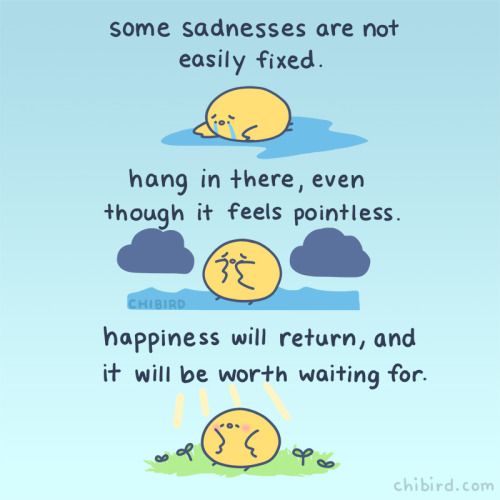 some sadnesses are not
easily fixed.
hang in there, even
though it feels pointless.
CHIBIRD
happiness will return, and
it will be worth waiting for.
chibird.com